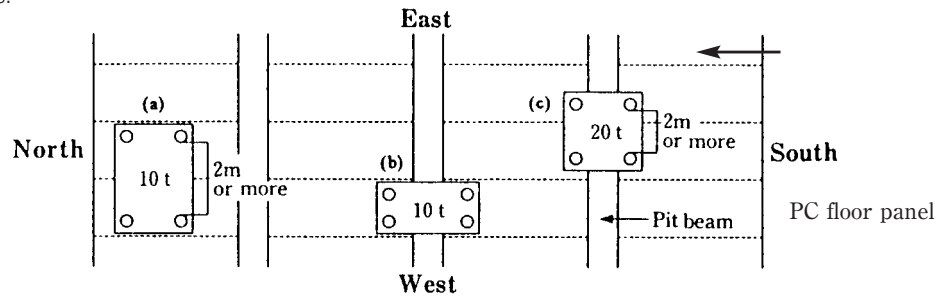 East
(a)
(c)
North
10 t
2m
or more
(b)
10 t
20 t
2m
or more
South
Pit beam
PC floor panel
West